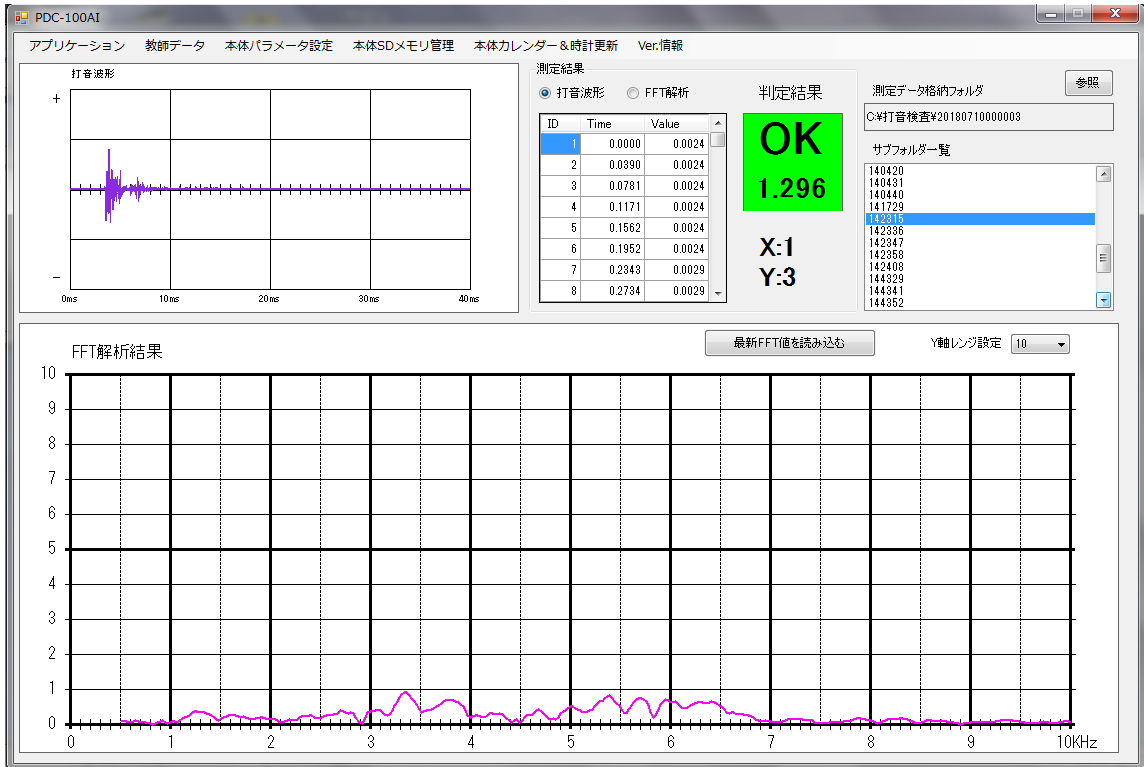 PDC-100AI
アプリケーション 教師データ 本体パラメータ設定 本体SDメモリ管理 本体カレンダー＆時計更新 Ver.情報
打音波形
+
−
0ms 10ms 20ms 30ms 40ms
測定結果
打音波形 FFT解析
ID Time Value
1 0.0000 0.0024
2 0.0390 0.0024
3 0.0781 0.0024
4 0.1171 0.0024
5 0.1562 0.0024
6 0.1952 0.0024
7 0.2343 0.0029
8 0.2734 0.0029
判定結果
OK
1.296
X:1
Y:3
測定データ格納フォルダ 参照
C:¥打音検査¥20180710000003
サブフォルダ一覧
140420
140431
140440
141729
142315
142336
142347
142358
142408
144329
144341
144352
FFT解析結果 最新FFT値を読み込む Y軸レンジ設定 10
10
9
8
7
6
5
4
3
2
1
0
0 1 2 3 4 5 6 7 8 9 10KHz